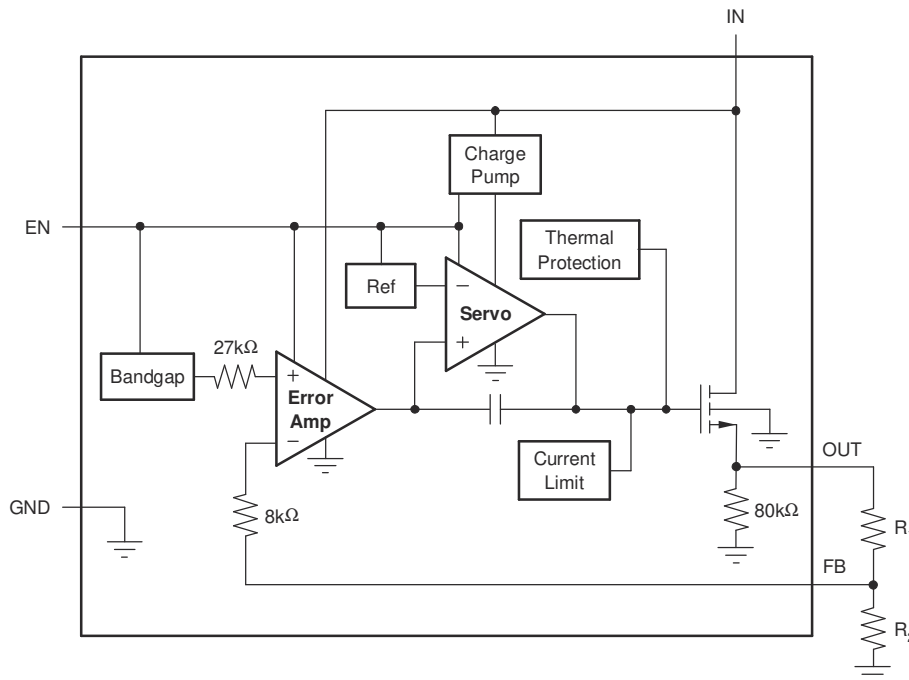 IN
Charge
Pump
EN
Thermal
Protection
Ref
−
Servo
+
27kΩ
Bandgap
+
Error
Amp
−
Current
Limit
OUT
GND
8kΩ
80kΩ
R
FB
R